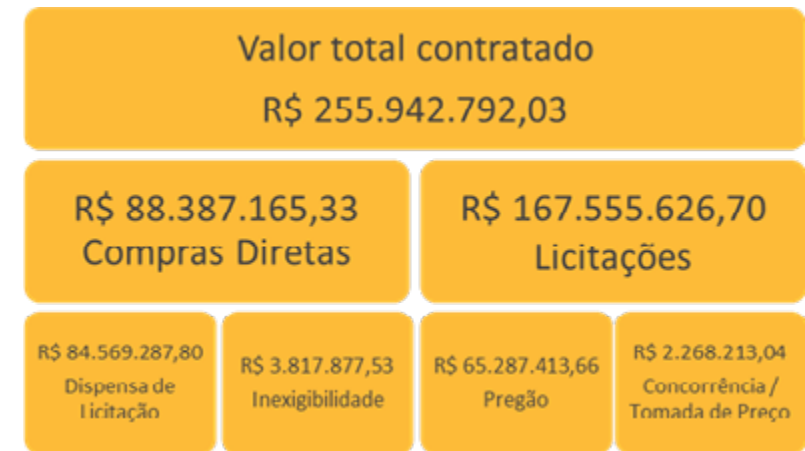 Valor total contratado
R$ 255.942.792,03
R$ 88.387.165,33
Compras Diretas
R$ 167.555.626,70
Licitações
R$ 84.569.287,80
Dispensa de
Licitação
R$ 3.817.877,53
Inexigibilidade
R$ 65.287.413,66
Pregão
R$ 2.268.213,04
Concorrência /
Tomada de Preço